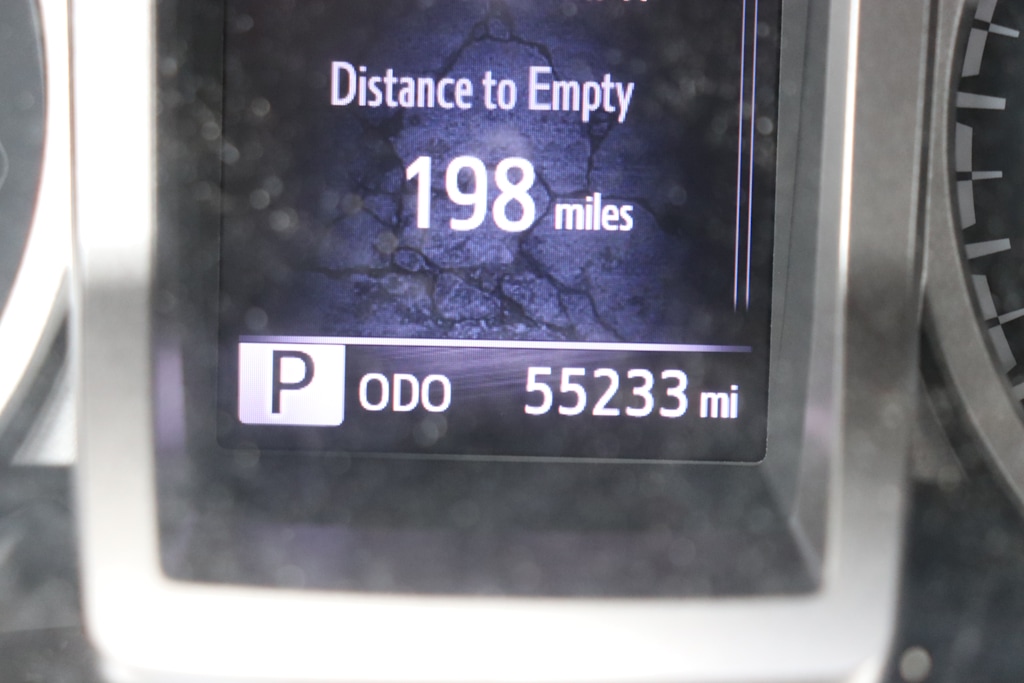 Distance to Empty
198 miles
P ODO 55233 mi